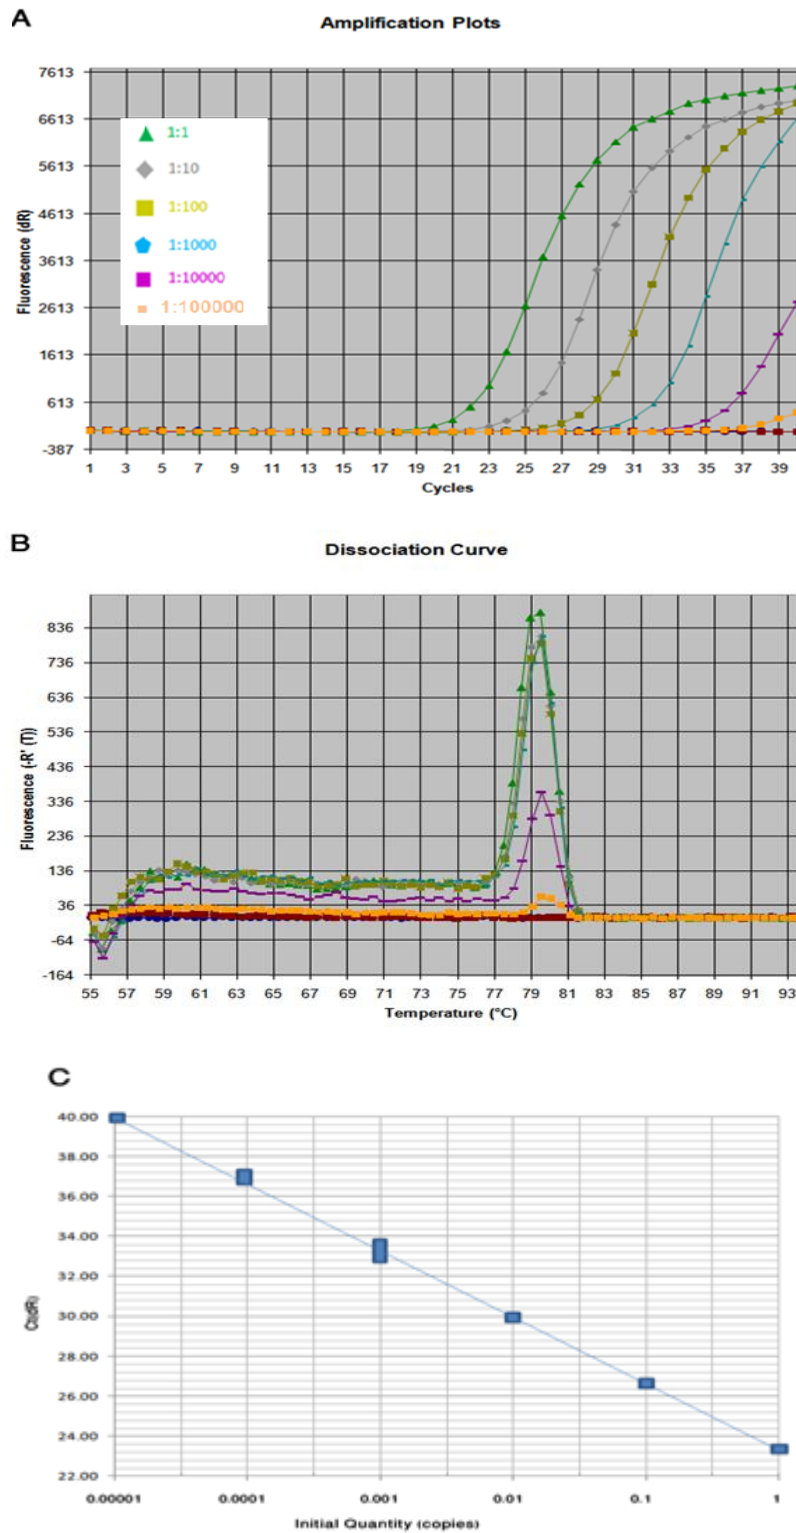 A
Amplification Plots
7613
6613
5613
4613
3613
2613
1613
613
-387
Fluorescence (dR)
1:1
1:10
1:100
1:1000
1:10000
1:100000
1 3 5 7 9 11 13 15 17 19 21 23 25 27 29 31 33 35 37 39
Cycles
B
Dissociation Curve
836
736
636
536
436
336
236
136
36
-64
-164
Fluorescence (-R' (T))
55 57 59 61 63 65 67 69 71 73 75 77 79 81 83 85 87 89 91 93
Temperature (°C)
C
40.00
38.00
36.00
34.00
32.00
30.00
28.00
26.00
24.00
22.00
Ct(dR)
0.00001 0.0001 0.001 0.01 0.1 1
Initial Quantity (copies)